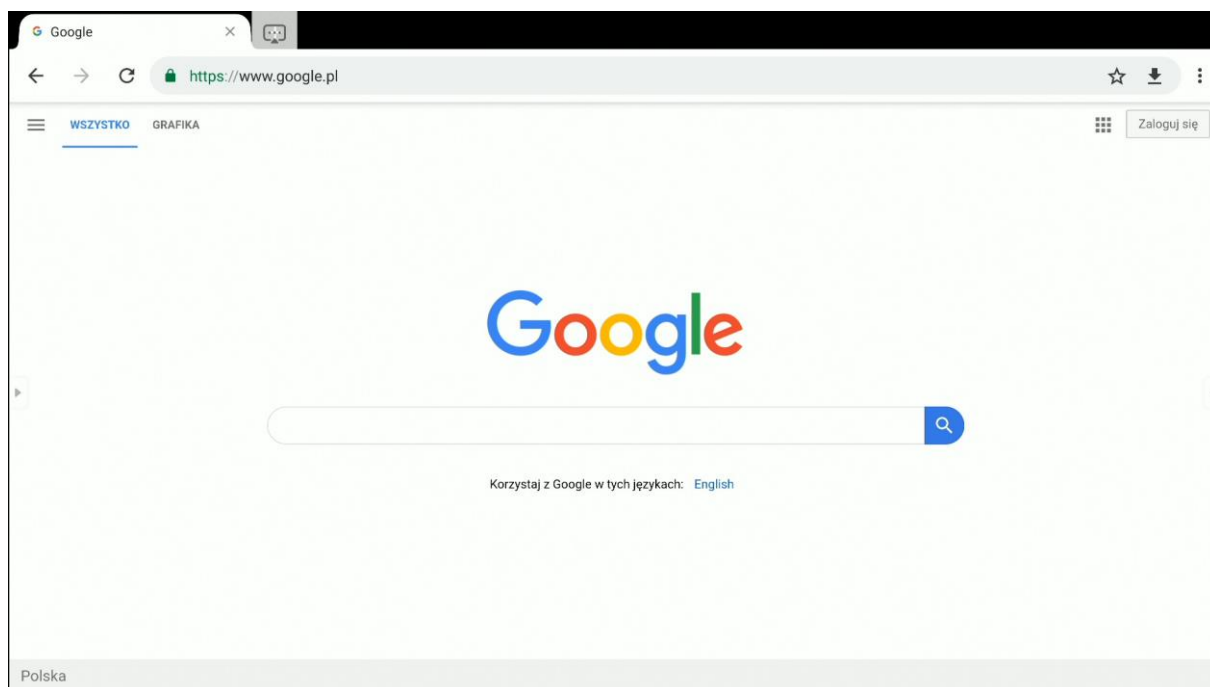 Google
https://www.google.pl
WSZYSTKO GRAFIKA
Zaloguj się
Google
Korzystaj z Google w tych językach: English
Polska